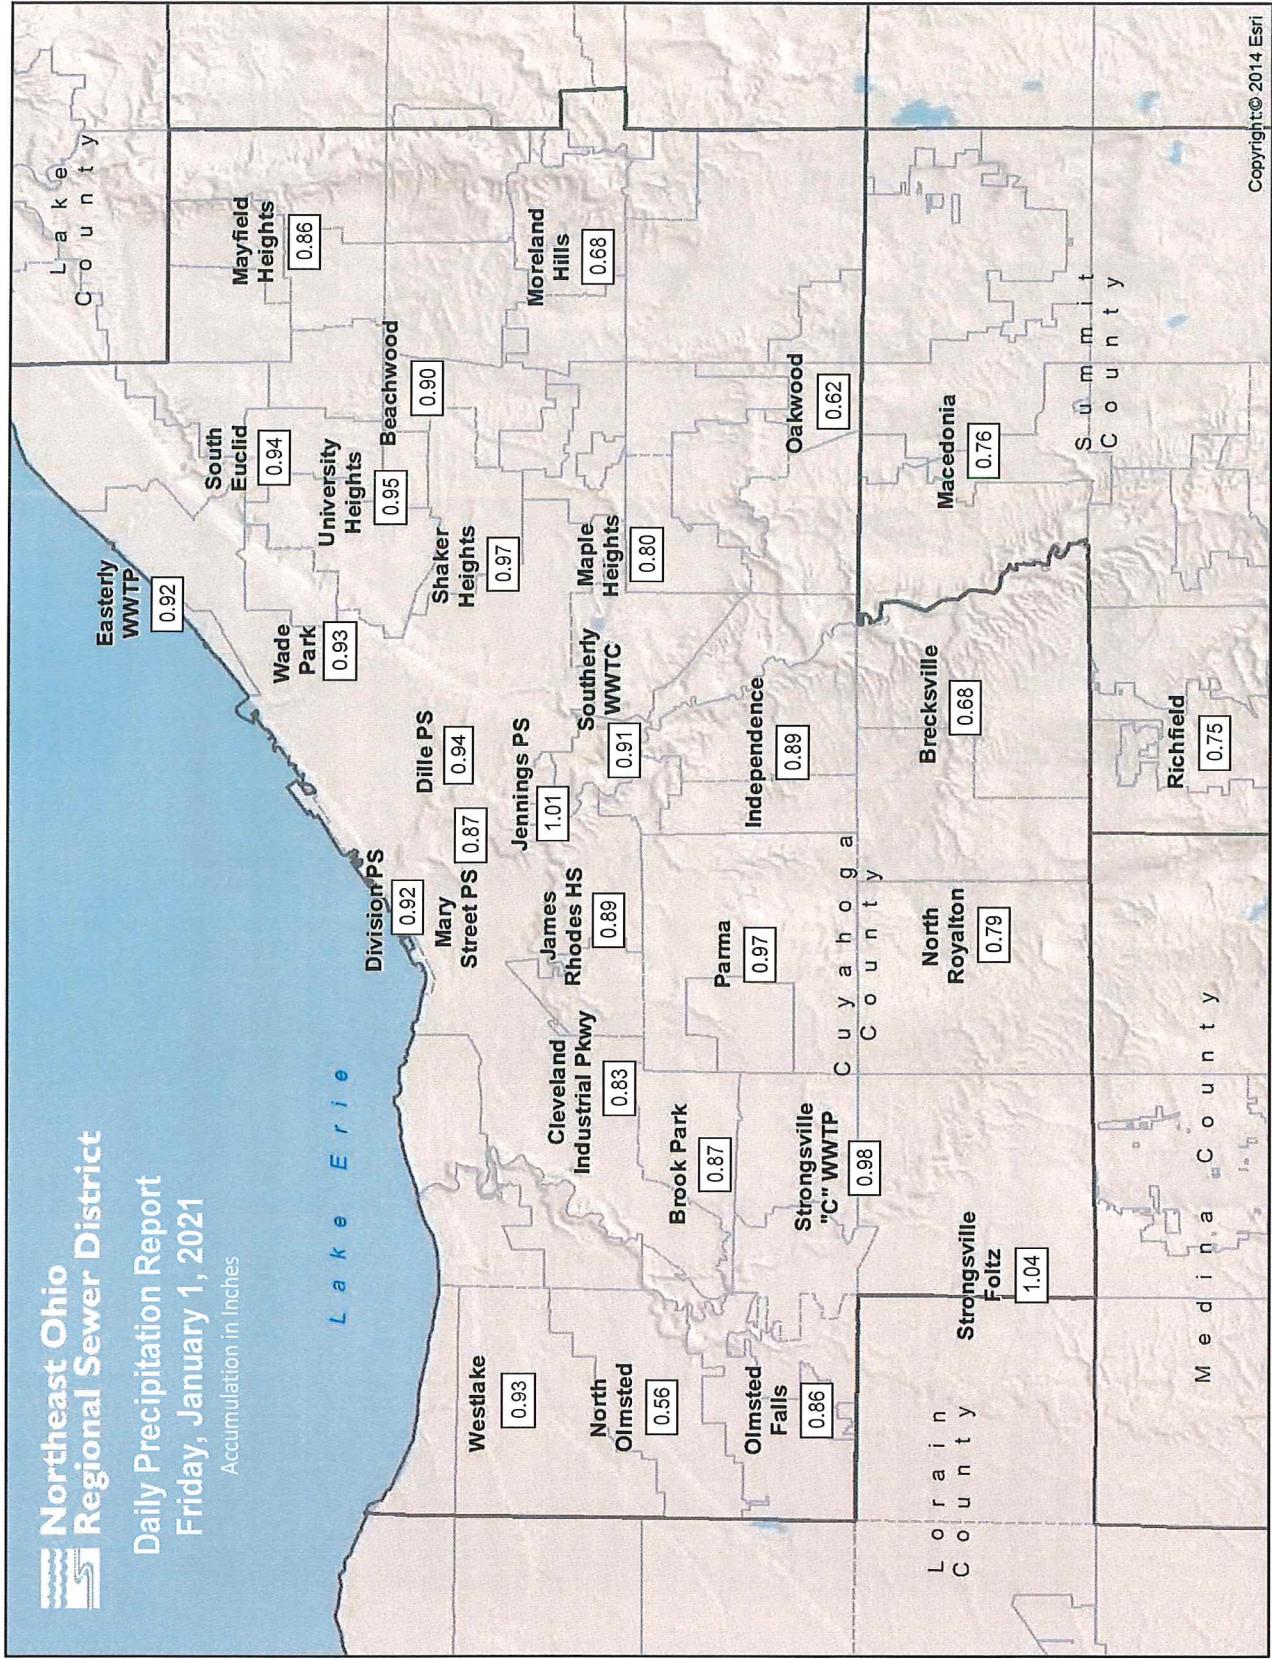 Northeast Ohio
Regional Sewer District
Daily Precipitation Report
Friday, January 1, 2021
Accumulation in Inches
Lake Erie
Lake
County
Easterly
WWTP
0.92
South
Euclid
0.94
Mayfield
Heights
0.86
Wade
Park
0.93
University
Heights
0.95
Beachwood
0.90
Division PS
0.92
Dille PS
0.94
Shaker
Heights
0.97
Mary
Street PS
0.87
Westlake
0.93
Jennings PS
1.01
Moreland
Hills
0.68
Cleveland
Industrial Pkwy
0.83
James
Rhodes HS
0.89
Southerly
WWTC
0.91
Maple
Heights
0.80
North
Olmsted
0.56
Brook Park
0.87
Parma
0.97
Independence
0.89
Olmsted
Falls
0.86
Strongsville
"C" WWTP
0.98
Oakwood
0.62
Cuyahoga
County
Lorain
County
Strongsville
Foltz
1.04
North
Royalton
0.79
Brecksville
0.68
Macedonia
0.76
Summit
County
Medina County
Richfield
0.75
Copyright:© 2014 Esri